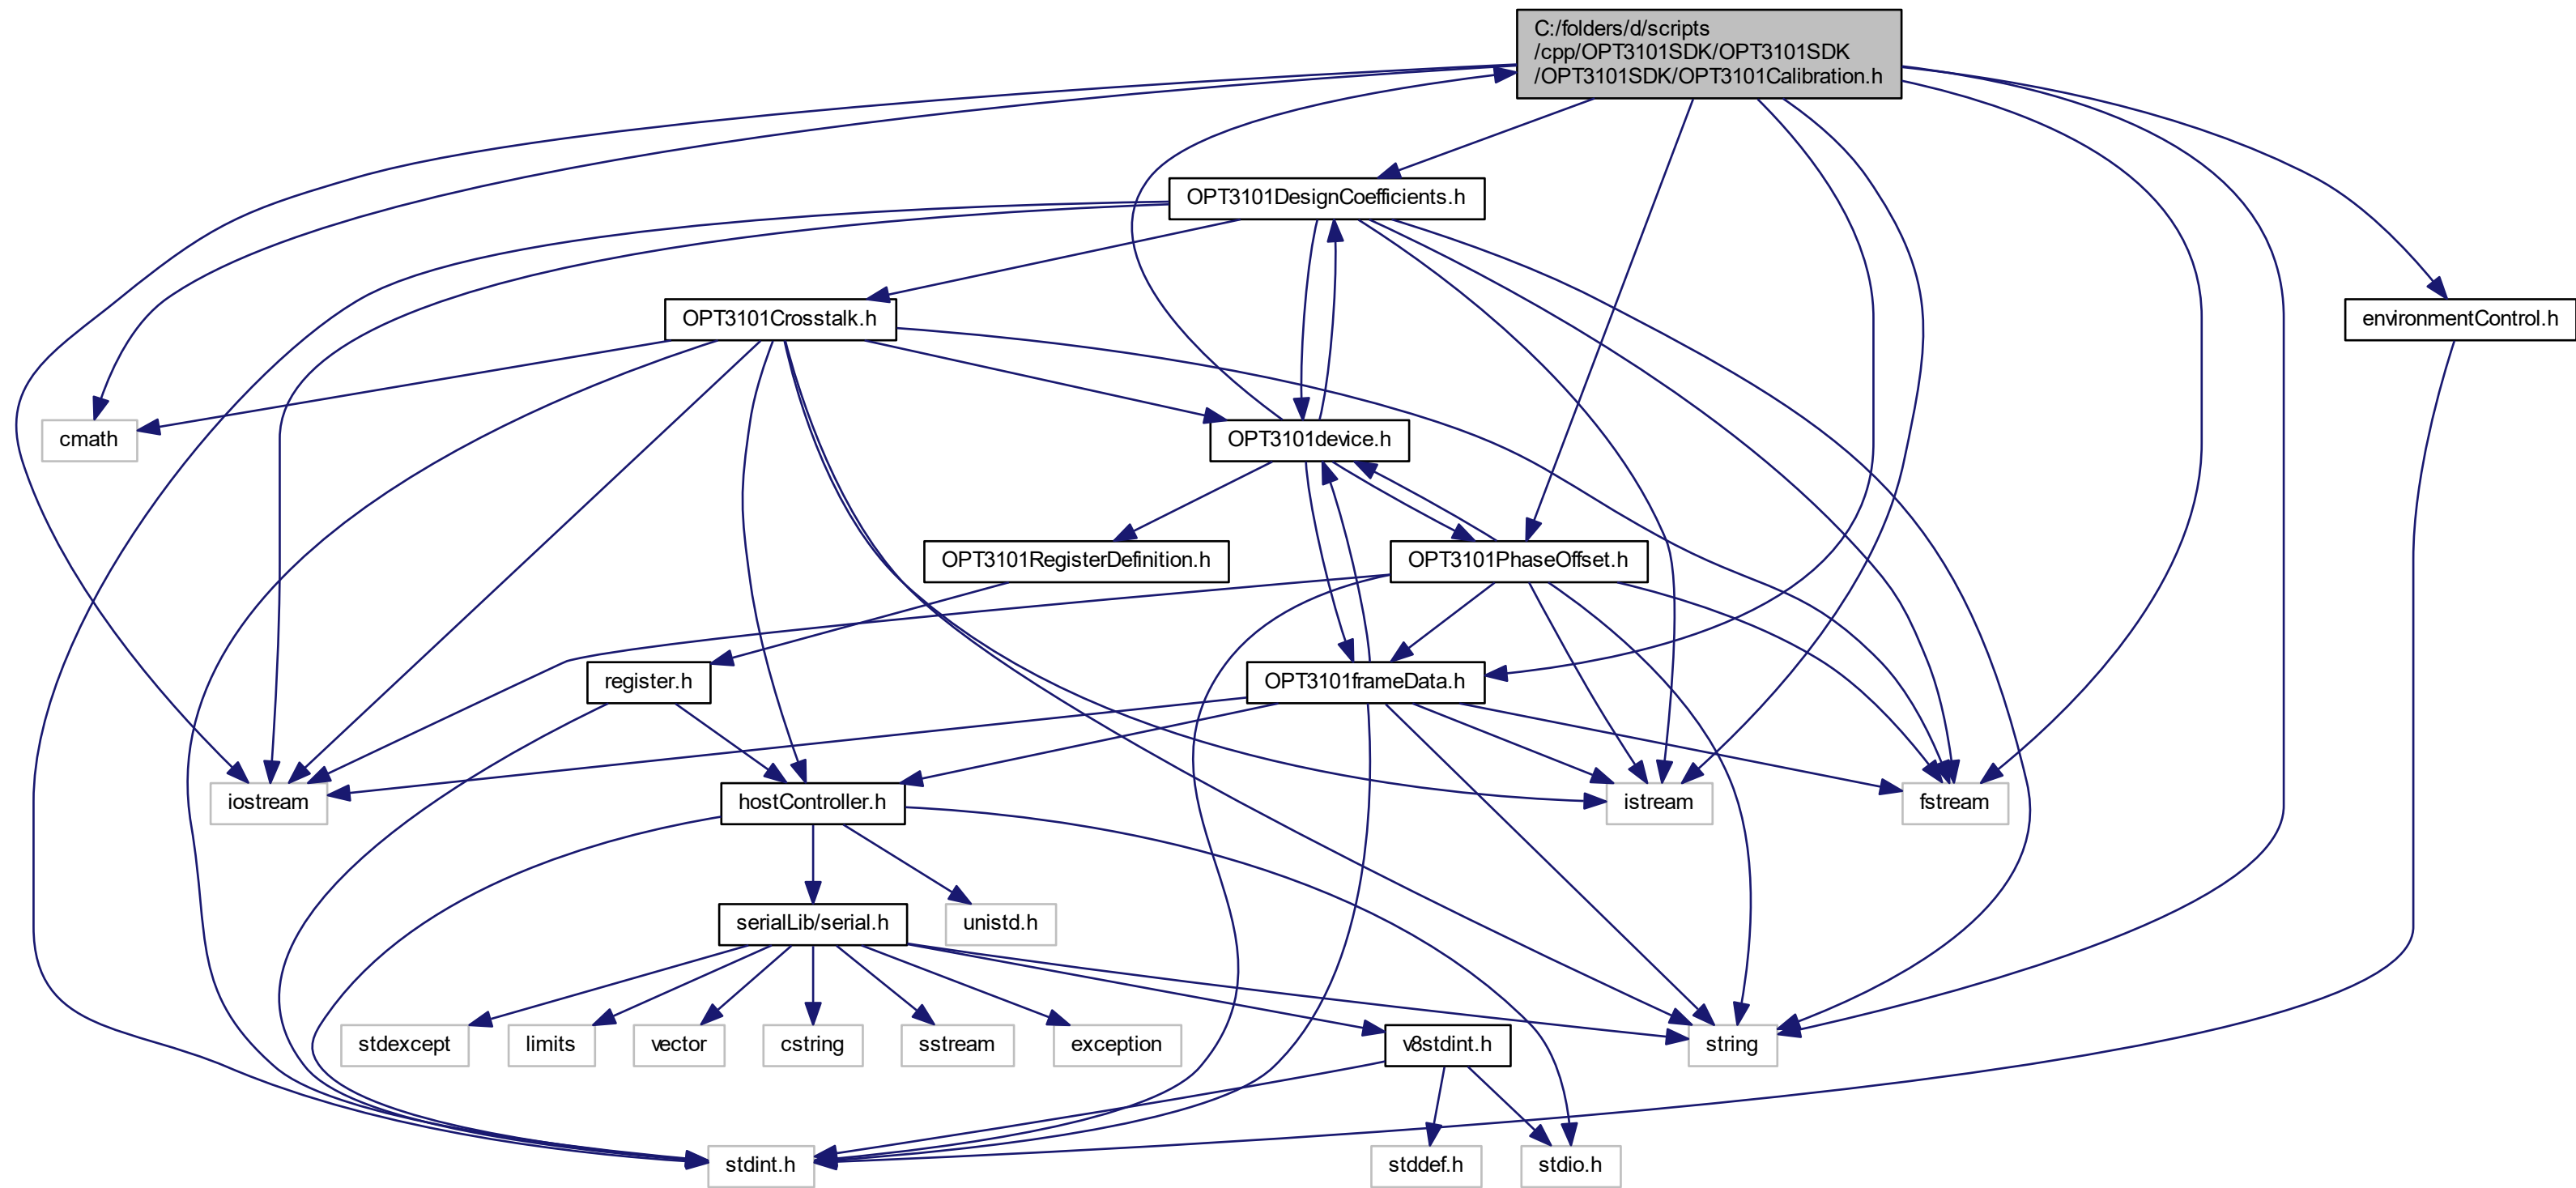 C:/folders/d/scripts
/cpp/OPT3101SDK/OPT3101SDK
/OPT3101SDK/OPT3101Calibration.h
OPT3101DesignCoefficients.h
OPT3101Crosstalk.h
environmentControl.h
cmath
OPT3101device.h
OPT3101RegisterDefinition.h
OPT3101PhaseOffset.h
register.h
OPT3101frameData.h
iostream
hostController.h
istream
fstream
serialLib/serial.h
unistd.h
stdexcept
limits
vector
cstring
sstream
exception
v8stdint.h
string
stdint.h
stddef.h
stdio.h